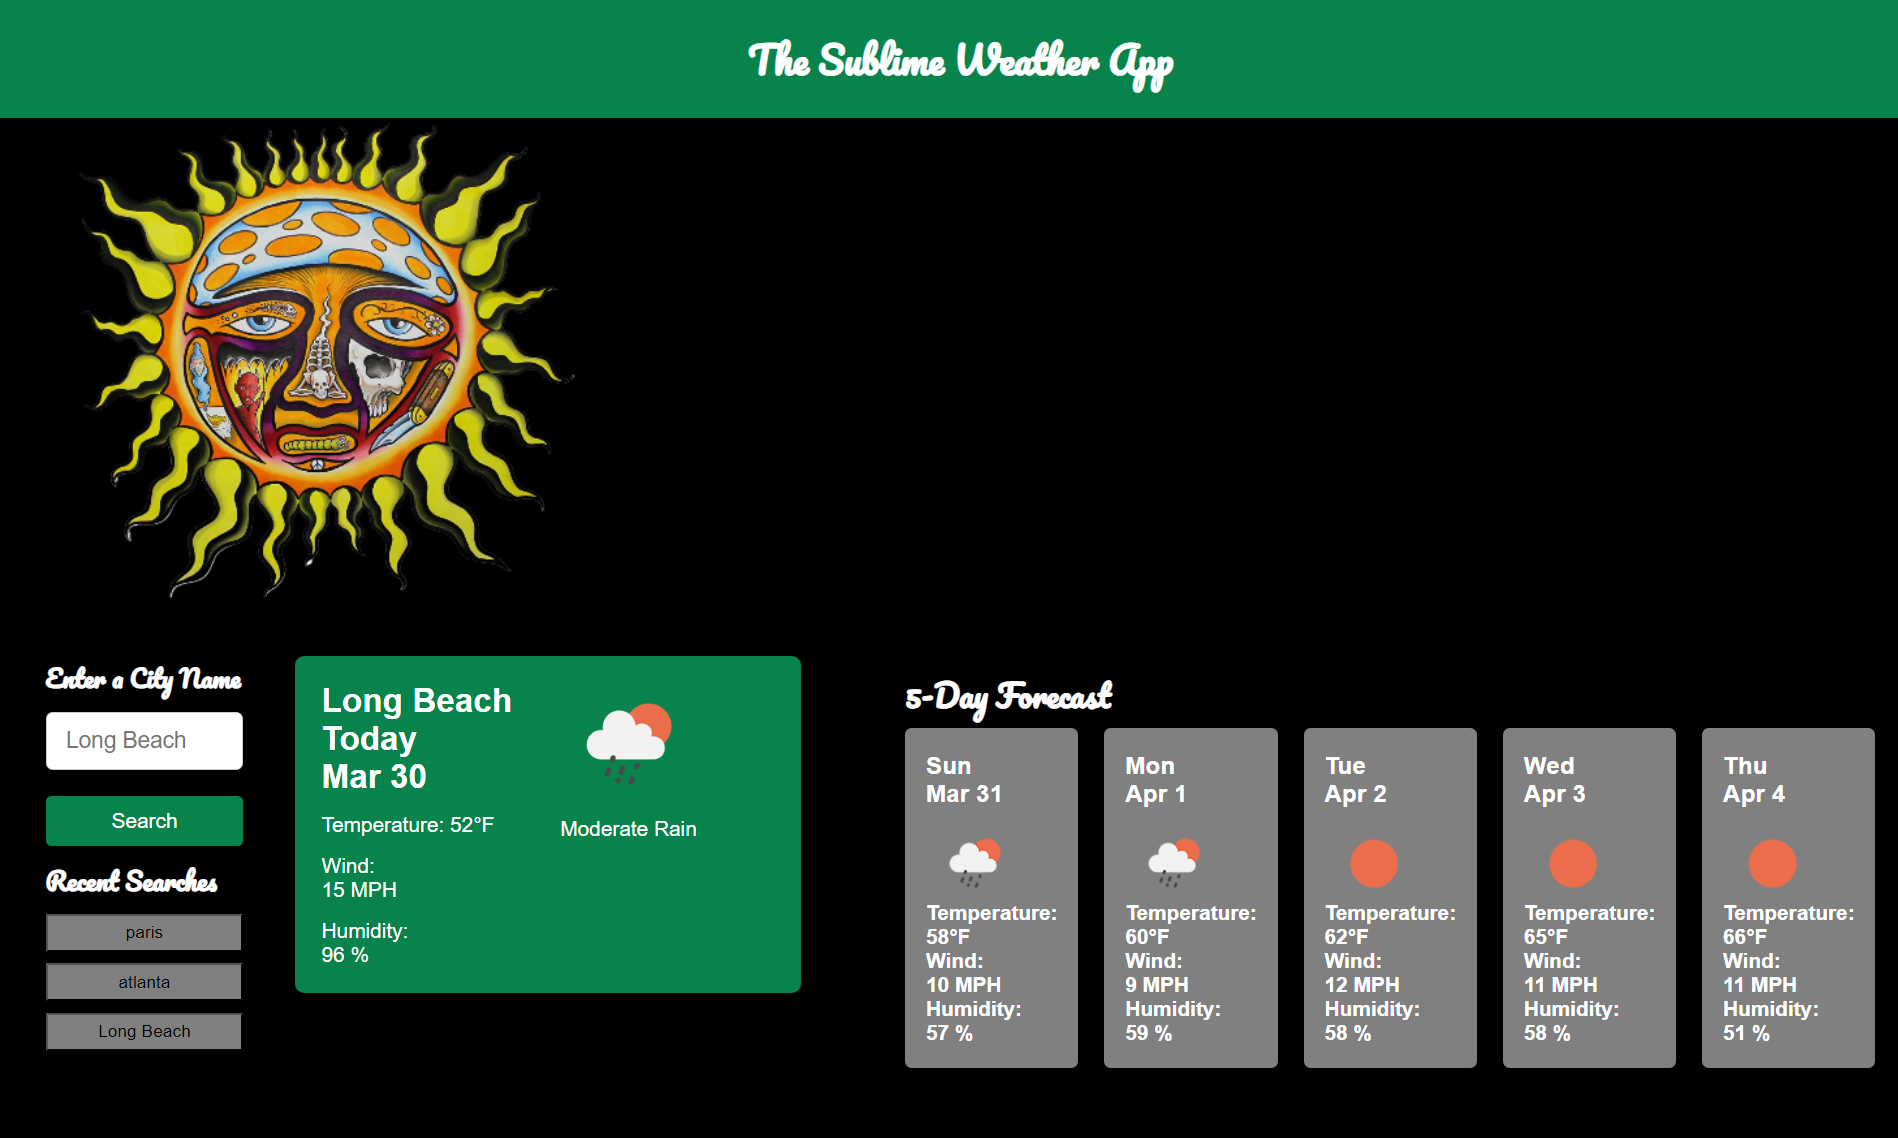 The Sublime Weather App
Enter a City Name
Long Beach
Search
Recent Searches
paris
atlanta
Long Beach
Long Beach
Today
Mar 30
Temperature: 52°F
Wind:
15 MPH
Humidity:
96 %
Moderate Rain
5-Day Forecast
Sun
Mar 31
Temperature:
58°F
Wind:
10 MPH
Humidity:
57 %
Mon
Apr 1
Temperature:
60°F
Wind:
9 MPH
Humidity:
59 %
Tue
Apr 2
Temperature:
62°F
Wind:
12 MPH
Humidity:
58 %
Wed
Apr 3
Temperature:
65°F
Wind:
11 MPH
Humidity:
58 %
Thu
Apr 4
Temperature:
66°F
Wind:
11 MPH
Humidity:
51 %